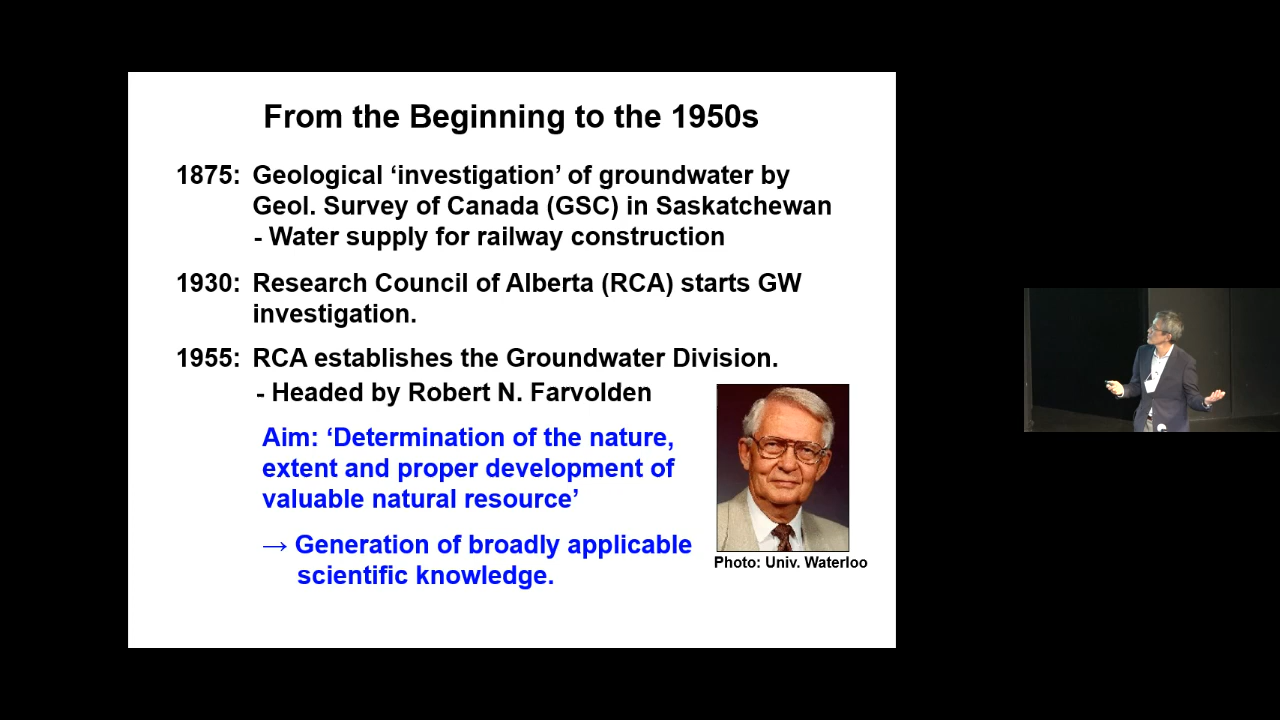 From the Beginning to the 1950s
1875: Geological ‘investigation’ of groundwater by
Geol. Survey of Canada (GSC) in Saskatchewan
- Water supply for railway construction
1930: Research Council of Alberta (RCA) starts GW
investigation.
1955: RCA establishes the Groundwater Division.
- Headed by Robert N. Farvolden
Aim: ‘Determination of the nature,
extent and proper development of
valuable natural resource’
→ Generation of broadly applicable
scientific knowledge.
Photo: Univ. Waterloo